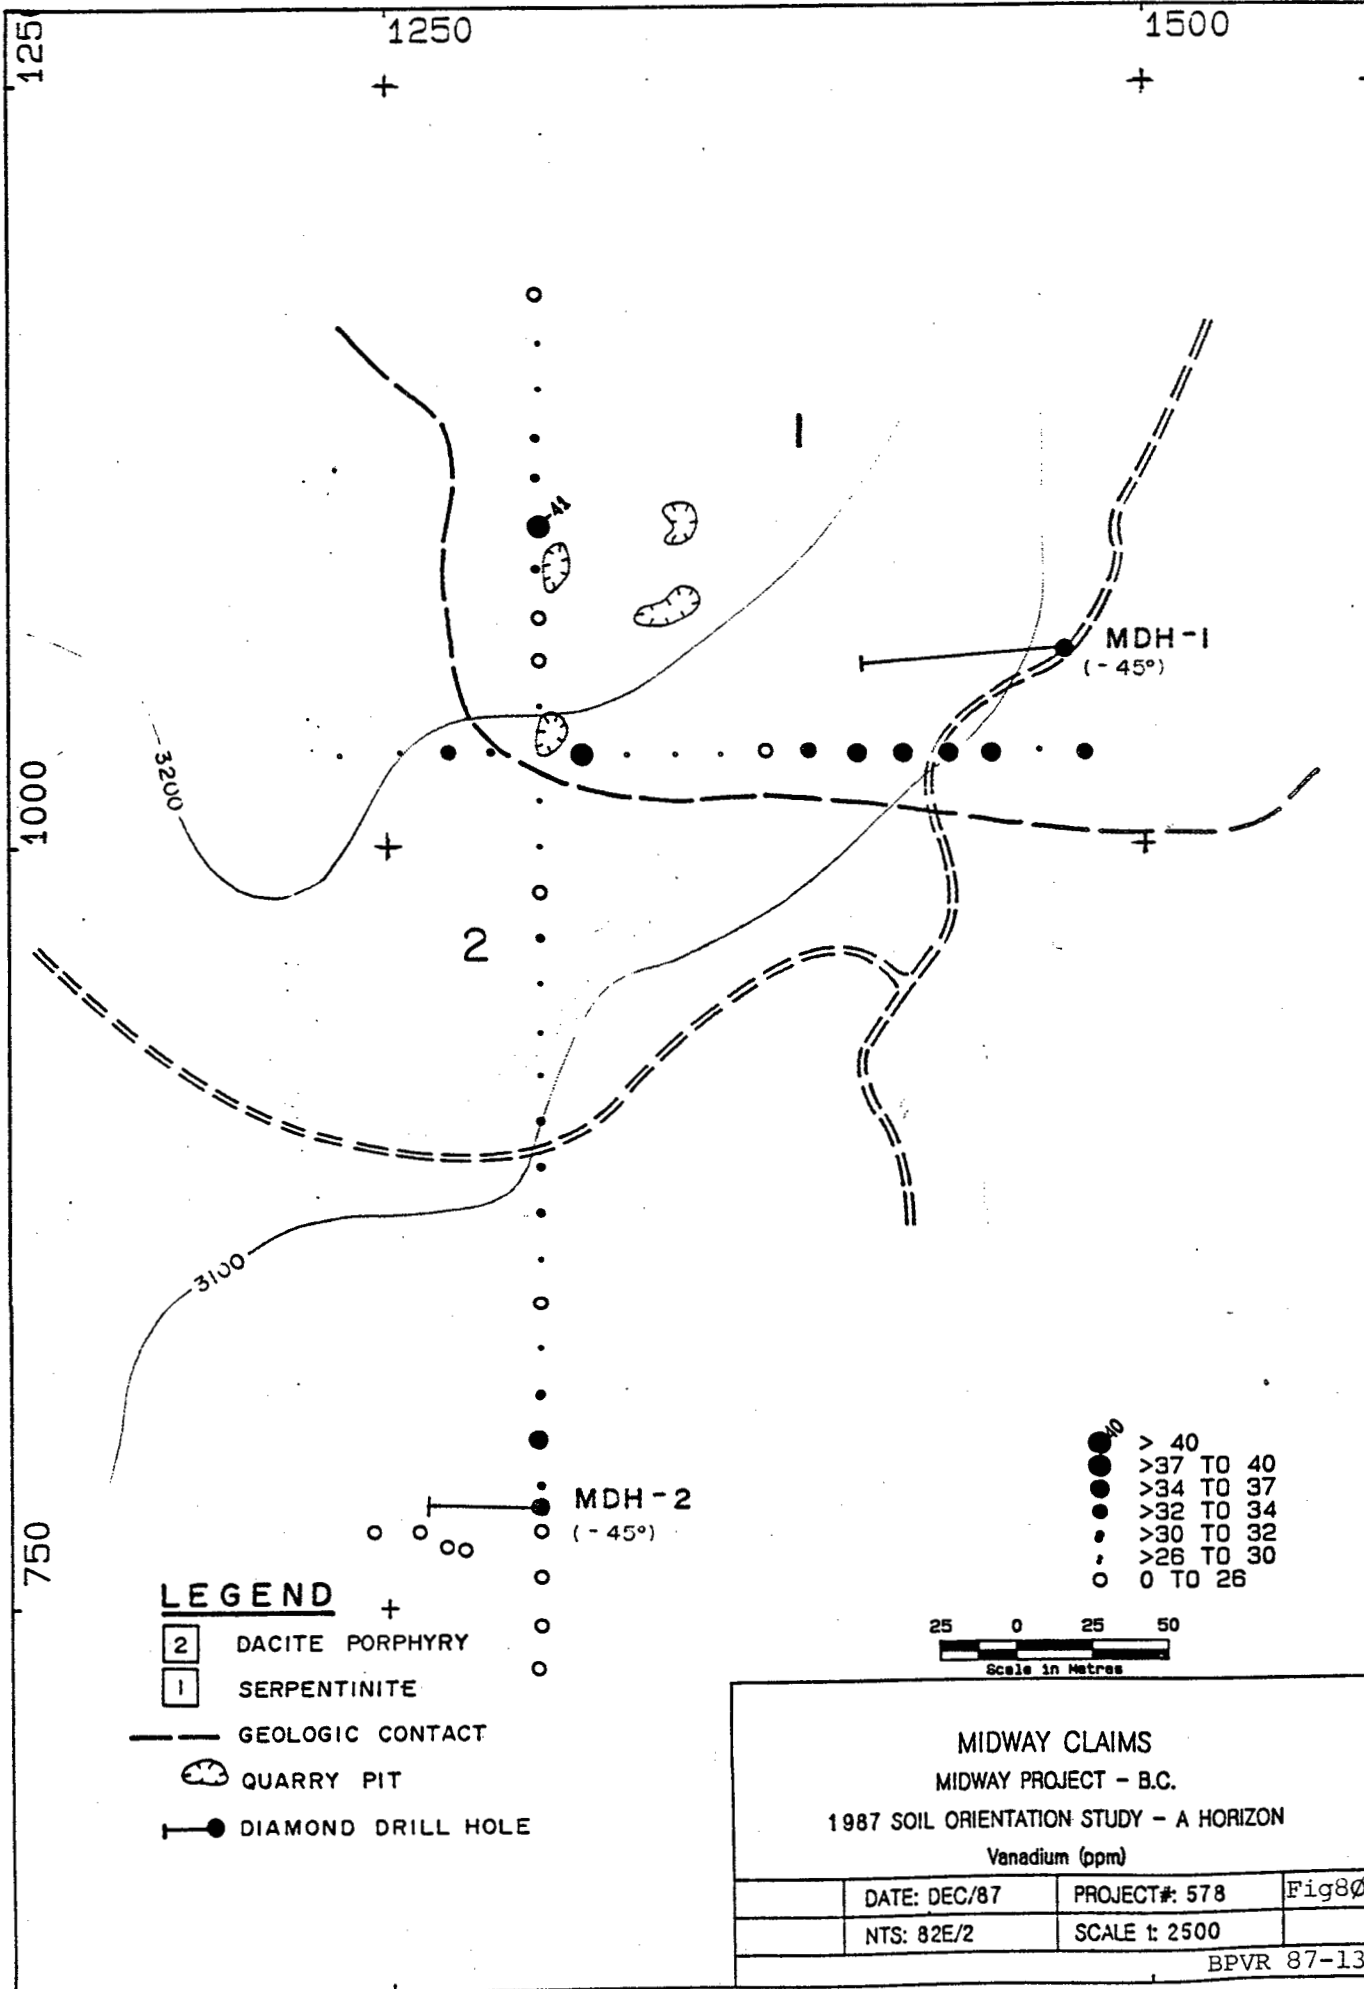 1250
1500
125
1
41
MDH-1
(-45°)
3200
1000
2
3100
MDH-2
(-45°)
750
40
> 40
>37 TO 40
>34 TO 37
>32 TO 34
>30 TO 32
>26 TO 30
0 TO 26
25 0 25 50
Scale in Metres
LEGEND
2 DACITE PORPHYRY
1 SERPENTINITE
GEOLOGIC CONTACT
QUARRY PIT
DIAMOND DRILL HOLE
MIDWAY CLAIMS
MIDWAY PROJECT - B.C.
1987 SOIL ORIENTATION STUDY - A HORIZON
Vanadium (ppm)
DATE: DEC/87 PROJECT#: 578 Fig80
NTS: 82E/2 SCALE 1: 2500
BPVR 87-13